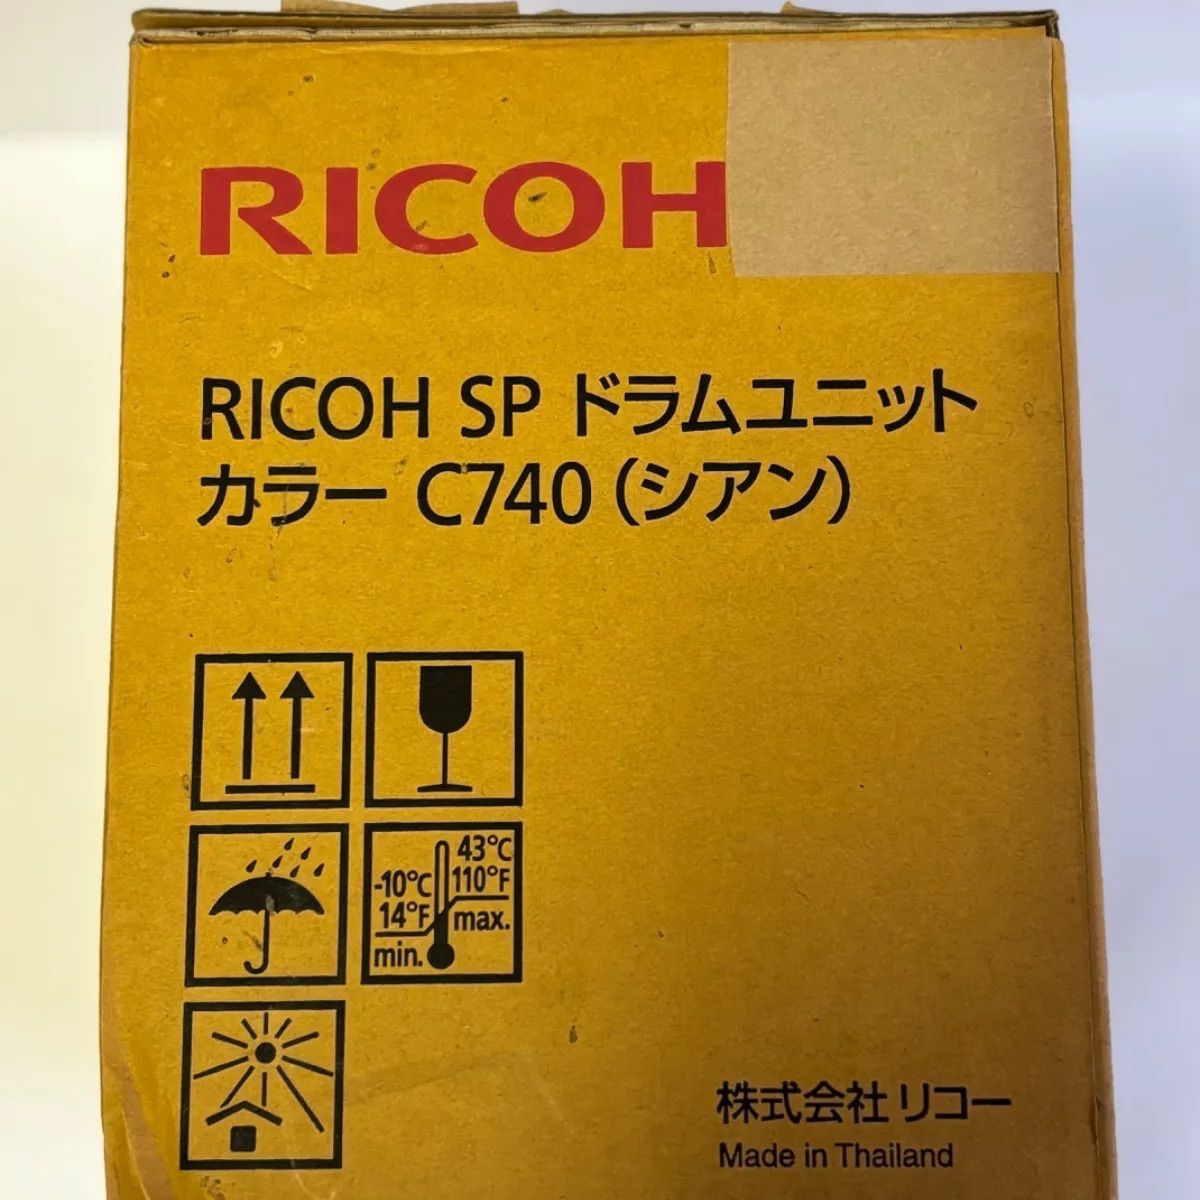 RICOH
RICOH SP ドラムユニット
カラー C740（シアン）
43°C
-10°C 110°F
14°F max.
min.
株式会社 リコー
Made in Thailand